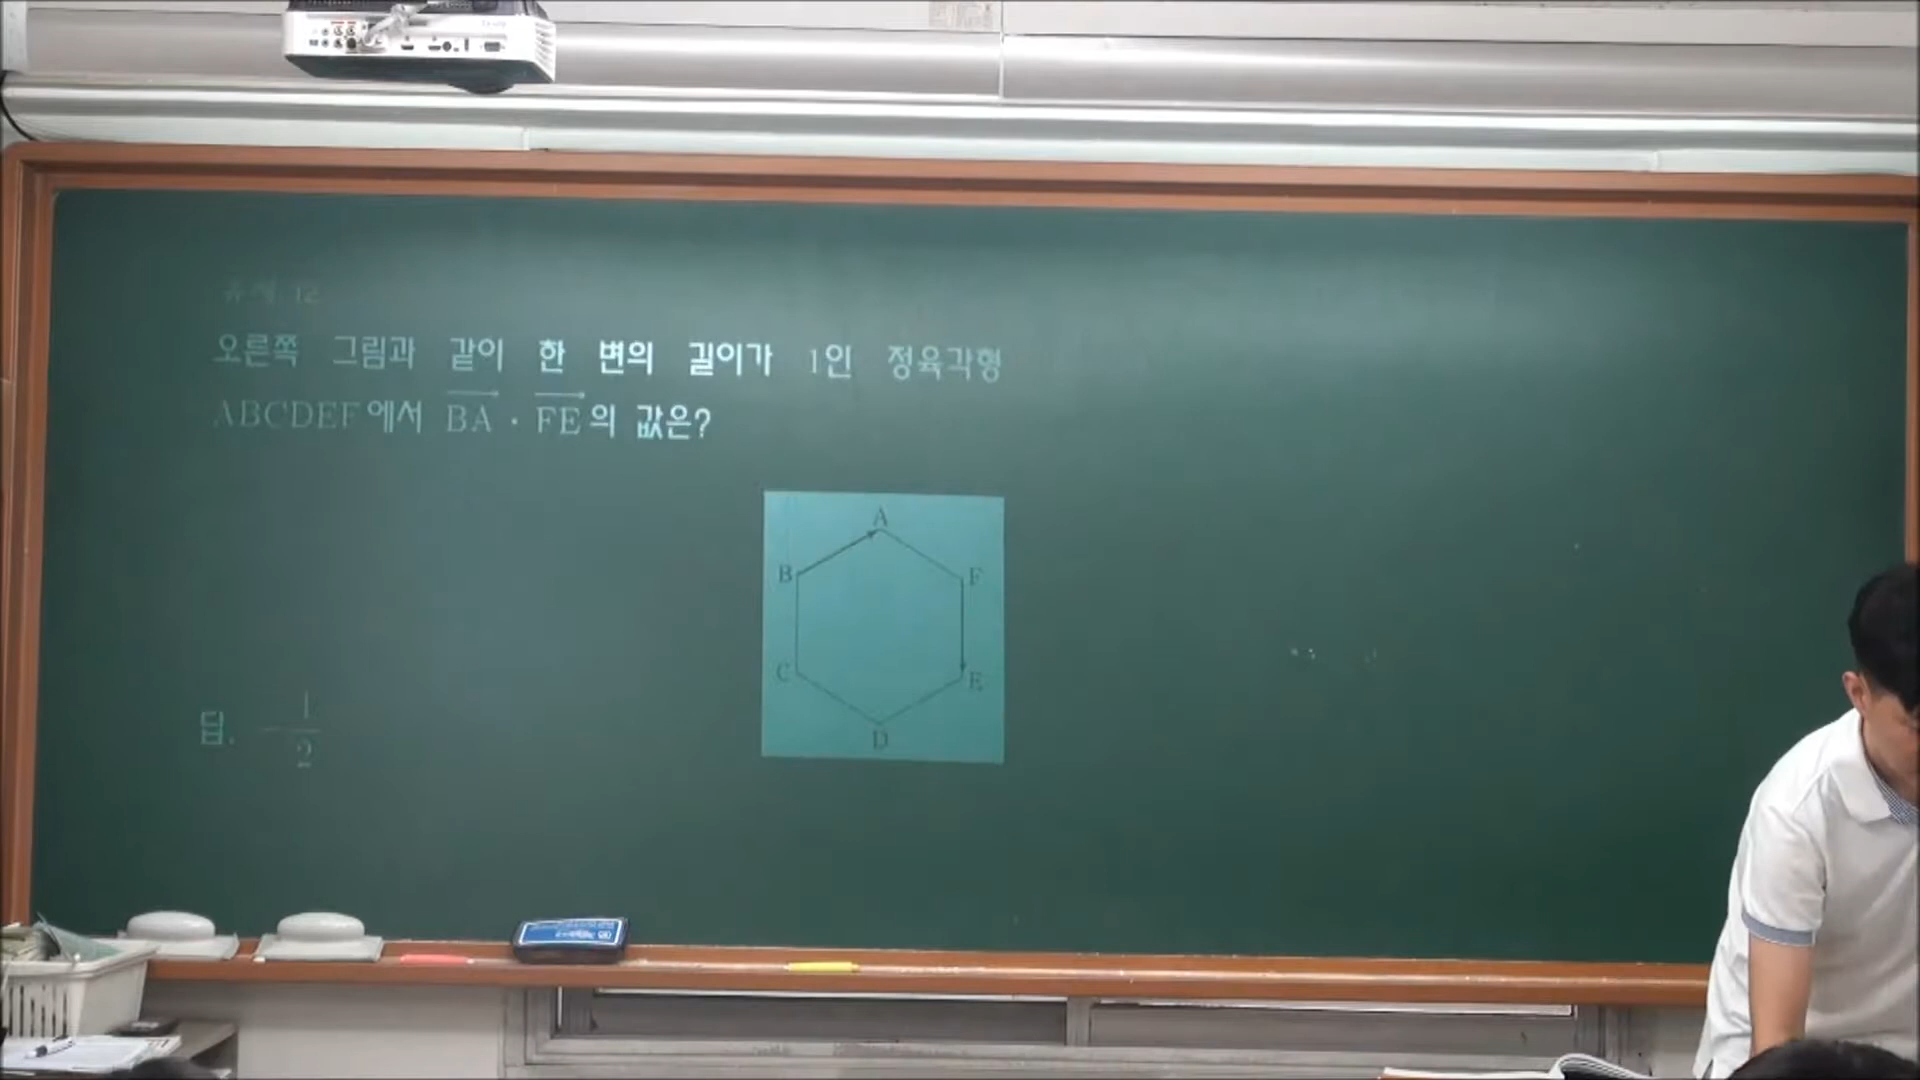 유제 12
오른쪽 그림과 같이 한 변의 길이가 1인 정육각형
ABCDEF에서 BA · FE의 값은?
A
B
F
C
E
D
답. -1/2